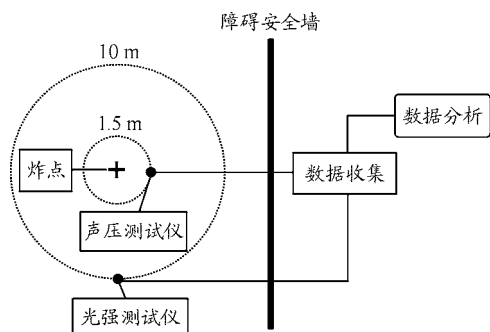 障碍安全墙
10 m
1.5 m
数据分析
炸点
数据收集
声压测试仪
光强测试仪